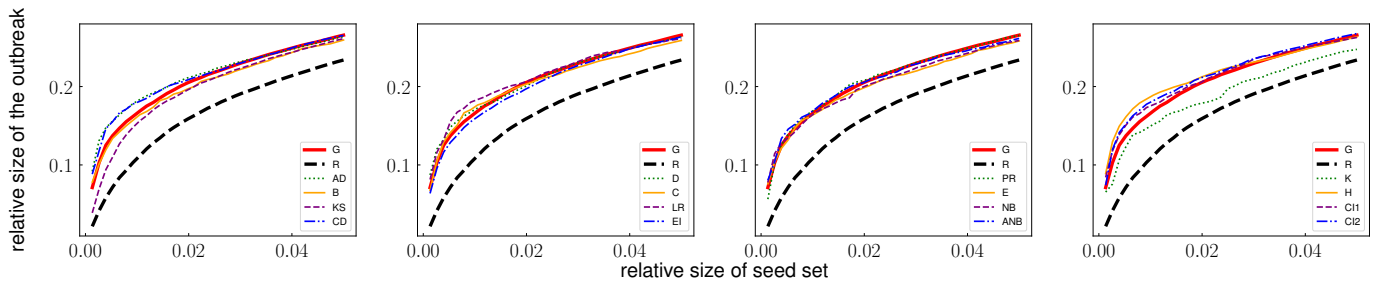 relative size of the outbreak
0.2
0.1
0.00
0.02
0.04
G
R
AD
B
KS
CD
0.2
0.1
0.00
0.02
0.04
G
R
D
C
LR
EI
0.2
0.1
0.00
0.02
0.04
G
R
PR
E
NB
ANB
0.2
0.1
0.00
0.02
0.04
G
R
K
H
CI1
CI2
relative size of seed set